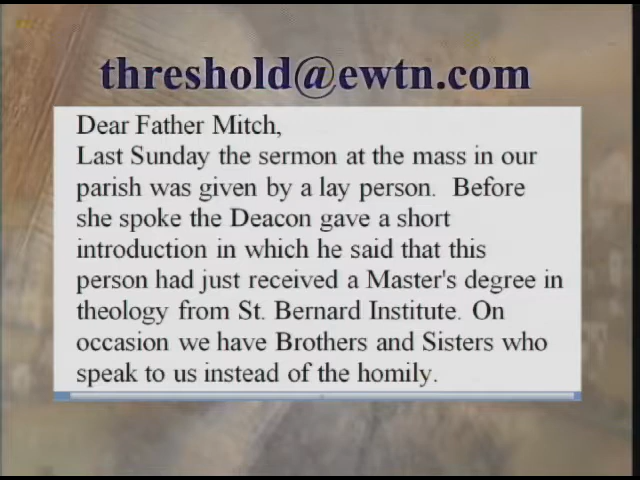 threshold@ewtn.com
Dear Father Mitch,
Last Sunday the sermon at the mass in our
parish was given by a lay person.  Before
she spoke the Deacon gave a short
introduction in which he said that this
person had just received a Master's degree in
theology from St. Bernard Institute. On
occasion we have Brothers and Sisters who
speak to us instead of the homily.